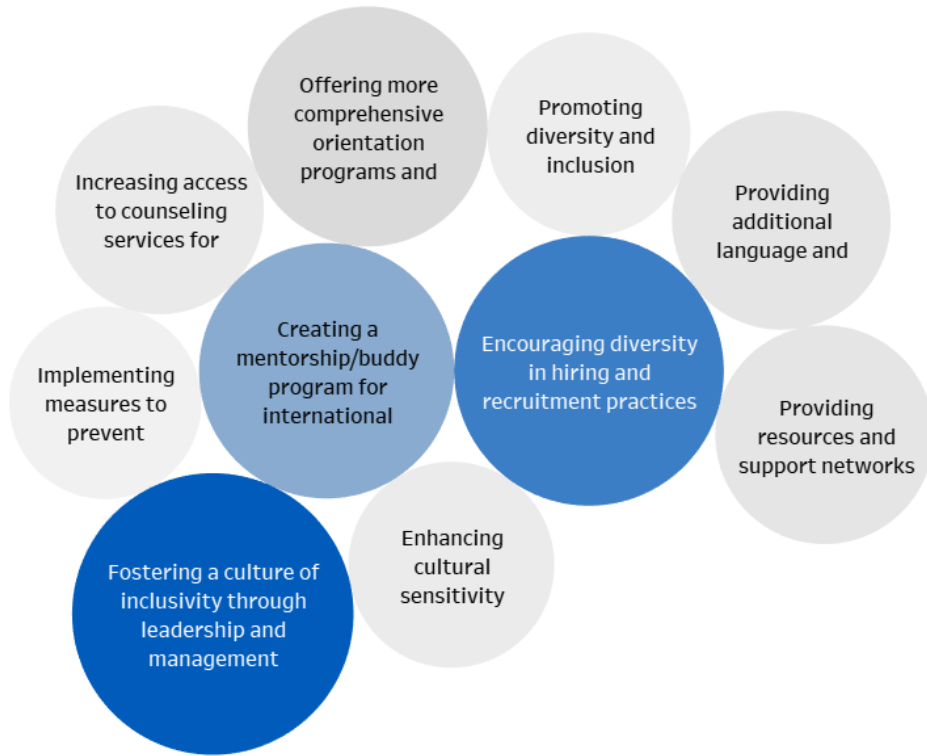 Offering more
comprehensive
orientation
programs and
Promoting
diversity and
inclusion
Increasing access
to counseling
services for
Providing
additional
language and
Creating a
mentorship/buddy
program for
international
Encouraging diversity
in hiring and
recruitment practices
Implementing
measures to
prevent
Providing
resources and
support networks
Fostering a culture of
inclusivity through
leadership and
management
Enhancing
cultural
sensitivity